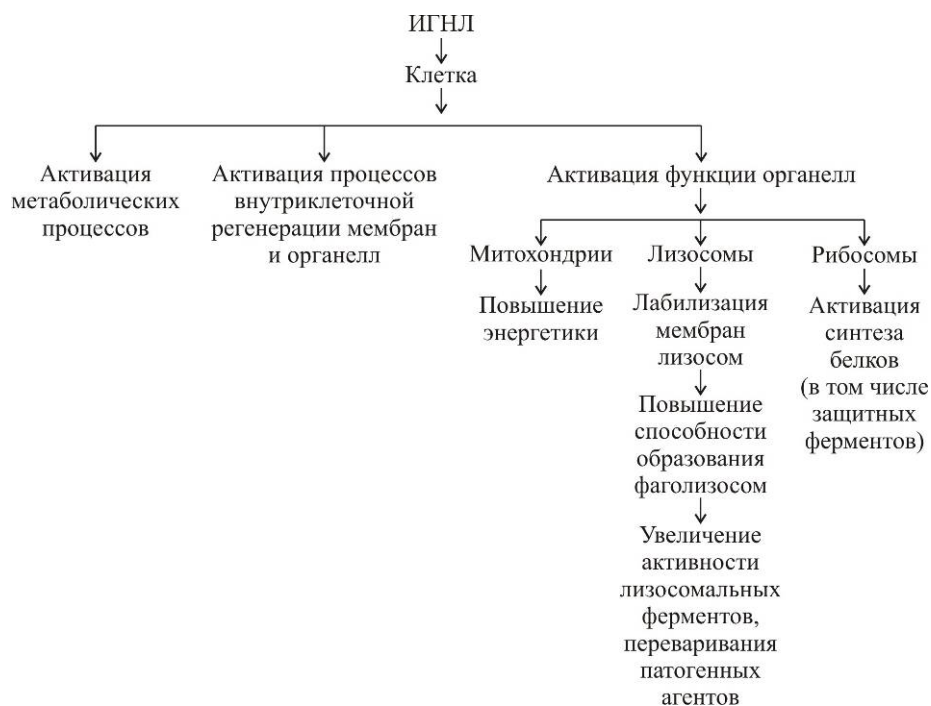 ИГНЛ
Клетка
Активация
метаболических
процессов
Активация процессов
внутриклеточной
регенерации мембран
и органелл
Активация функции органелл
Митохондрии
Повышение
энергетики
Лизосомы
Лабилизация
мембран
лизосом
Повышение
способности
образования
фаголизосом
Увеличение
активности
лизосомальных
ферментов,
переваривания
патогенных
агентов
Рибосомы
Активация
синтеза
белков
(в том числе
защитных
ферментов)